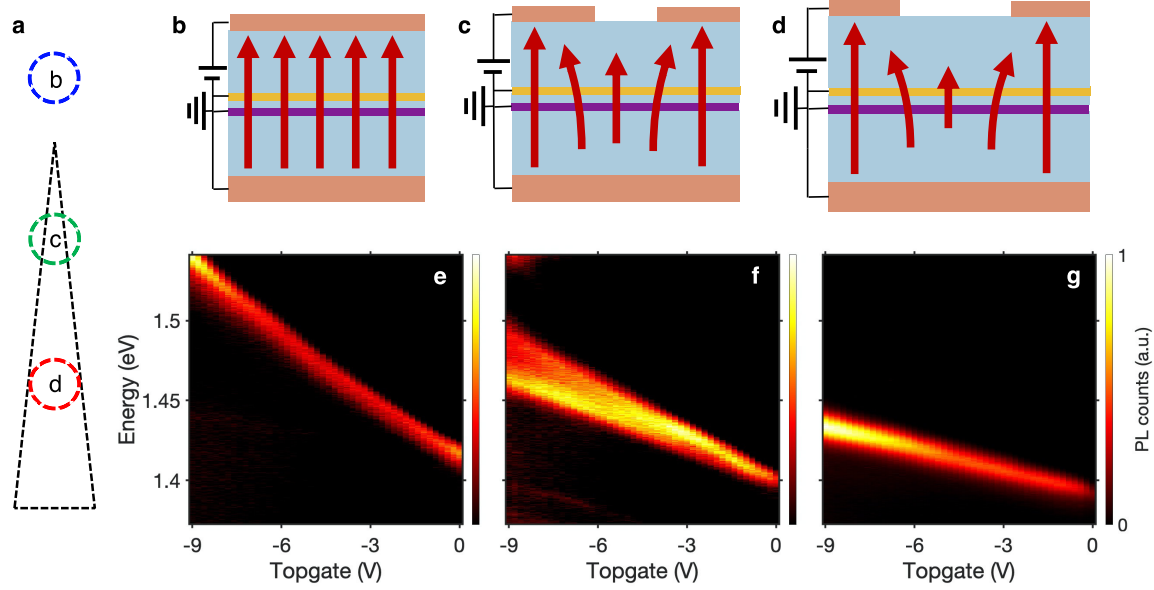 a
b
c
d
b
c
d
e
f
g
1.5
1.45
1.4
Energy (eV)
-9
-6
-3
0
Topgate (V)
-9
-6
-3
0
Topgate (V)
-9
-6
-3
0
Topgate (V)
1
0
PL counts (a.u.)